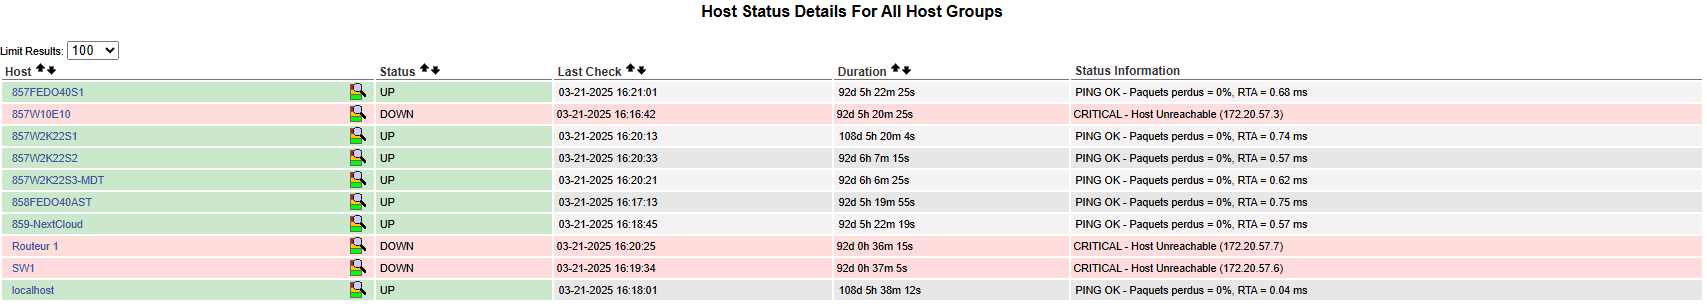 Host Status Details For All Host Groups
Limit Results: 100
Host Status Last Check Duration Status Information
857FEDO40S1 UP 03-21-2025 16:21:01 92d 5h 22m 25s PING OK - Paquets perdus = 0%, RTA = 0.68 ms
857W10E10 DOWN 03-21-2025 16:16:42 92d 5h 20m 25s CRITICAL - Host Unreachable (172.20.57.3)
857W2K22S1 UP 03-21-2025 16:20:13 108d 5h 20m 4s PING OK - Paquets perdus = 0%, RTA = 0.74 ms
857W2K22S2 UP 03-21-2025 16:20:33 92d 6h 7m 15s PING OK - Paquets perdus = 0%, RTA = 0.57 ms
857W2K22S3-MDT UP 03-21-2025 16:20:21 92d 6h 6m 25s PING OK - Paquets perdus = 0%, RTA = 0.62 ms
858FEDO40AST UP 03-21-2025 16:17:13 92d 5h 19m 55s PING OK - Paquets perdus = 0%, RTA = 0.75 ms
859-NextCloud UP 03-21-2025 16:18:45 92d 5h 22m 19s PING OK - Paquets perdus = 0%, RTA = 0.57 ms
Routeur 1 DOWN 03-21-2025 16:20:25 92d 0h 36m 15s CRITICAL - Host Unreachable (172.20.57.7)
SW1 DOWN 03-21-2025 16:19:34 92d 0h 37m 5s CRITICAL - Host Unreachable (172.20.57.6)
localhost UP 03-21-2025 16:18:01 108d 5h 38m 12s PING OK - Paquets perdus = 0%, RTA = 0.04 ms